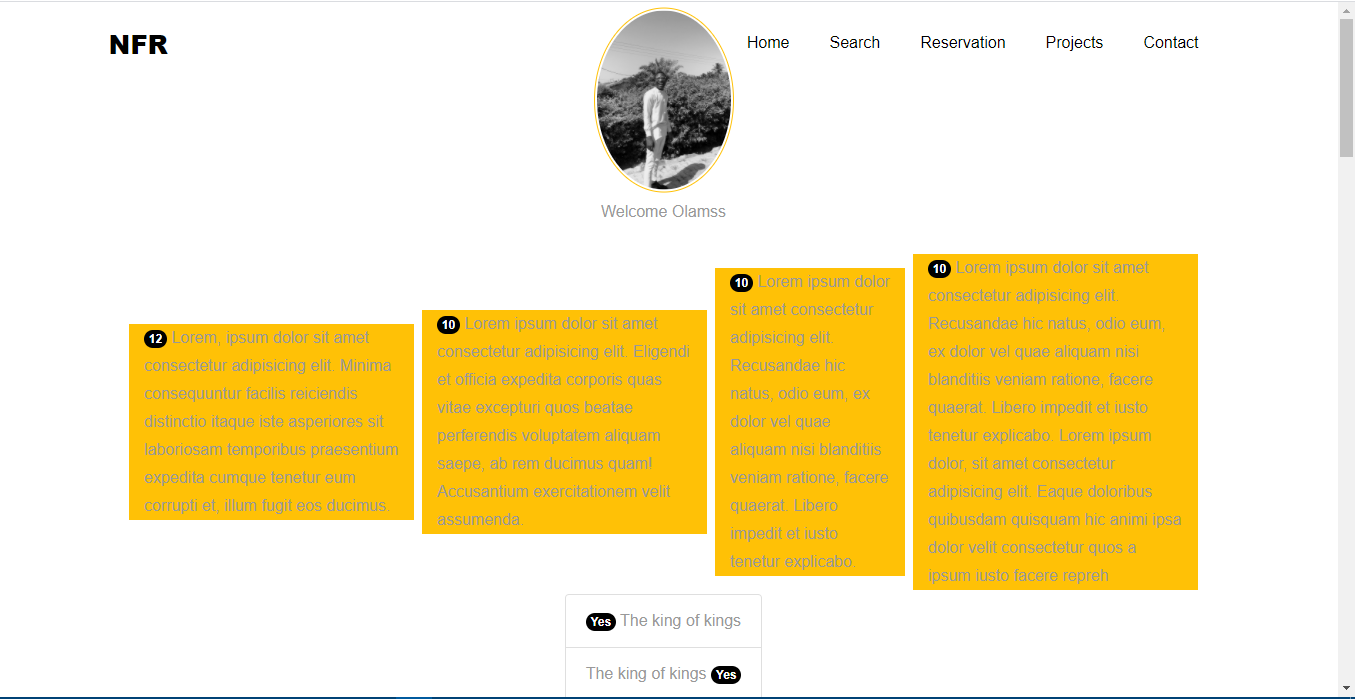 NFR
Home Search Reservation Projects Contact
Welcome Olamss
12 Lorem, ipsum dolor sit amet
consectetur adipisicing elit. Minima
consequuntur facilis reiciendis
distinctio itaque iste asperiores sit
laboriosam temporibus praesentium
expedita cumque tenetur eum
corrupti et, illum fugit eos ducimus.
10 Lorem ipsum dolor sit amet
consectetur adipisicing elit. Eligendi
et officia expedita corporis quas
vitae excepturi quos beatae
perferendis voluptatem aliquam
saepe, ab rem ducimus quam!
Accusantium exercitationem velit
assumenda.
10 Lorem ipsum dolor
sit amet consectetur
adipisicing elit.
Recusandae hic
natus, odio eum, ex
dolor vel quae
aliquam nisi blanditiis
veniam ratione, facere
quaerat. Libero
impedit et iusto
tenetur explicabo.
10 Lorem ipsum dolor sit amet
consectetur adipisicing elit.
Recusandae hic natus, odio eum,
ex dolor vel quae aliquam nisi
blanditiis veniam ratione, facere
quaerat. Libero impedit et iusto
tenetur explicabo. Lorem ipsum
dolor, sit amet consectetur
adipisicing elit. Eaque doloribus
quibusdam quisquam hic animi ipsa
dolor velit consectetur quos a
ipsum iusto facere repreh
Yes The king of kings
The king of kings Yes